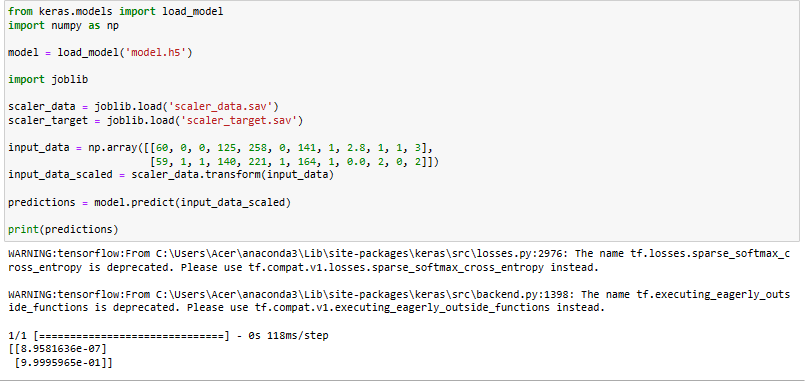 from keras.models import load_model
import numpy as np
model = load_model('model.h5')
import joblib
scaler_data = joblib.load('scaler_data.sav')
scaler_target = joblib.load('scaler_target.sav')
input_data = np.array([[60, 0, 0, 125, 258, 0, 141, 1, 2.8, 1, 1, 3],
[59, 1, 1, 140, 221, 1, 164, 1, 0.0, 2, 0, 2]])
input_data_scaled = scaler_data.transform(input_data)
predictions = model.predict(input_data_scaled)
print(predictions)
WARNING:tensorflow:From C:\Users\Acer\anaconda3\Lib\site-packages\keras\src\losses.py:2976: The name tf.losses.sparse_softmax_c
ross_entropy is deprecated. Please use tf.compat.v1.losses.sparse_softmax_cross_entropy instead.
WARNING:tensorflow:From C:\Users\Acer\anaconda3\Lib\site-packages\keras\src\backend.py:1398: The name tf.executing_eagerly_outs
ide_functions is deprecated. Please use tf.compat.v1.executing_eagerly_outside_functions instead.
1/1 [==============================] - 0s 118ms/step
[[8.9581636e-07]
[9.9995965e-01]]